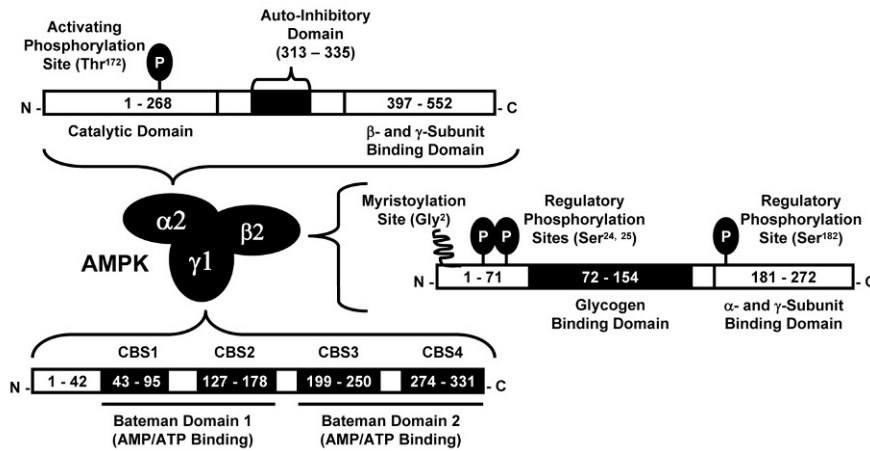 Activating
Phosphorylation
Site (Thr¹⁷²)
P
Auto-Inhibitory
Domain
(313 – 335)
N -
1 - 268
397 – 552
- C
Catalytic Domain
β- and γ-Subunit
Binding Domain
α2
β2
γ1
AMPK
Myristoylation
Site (Gly²)
Regulatory
Phosphorylation
Sites (Ser²⁴, ²⁵)
Regulatory
Phosphorylation
Site (Ser¹⁸²)
P
P
P
N -
1 - 71
72 - 154
181 - 272
- C
Glycogen
Binding Domain
α- and γ-Subunit
Binding Domain
CBS1
CBS2
CBS3
CBS4
N -
1 - 42
43 - 95
127 - 178
199 - 250
274 - 331
- C
Bateman Domain 1
(AMP/ATP Binding)
Bateman Domain 2
(AMP/ATP Binding)